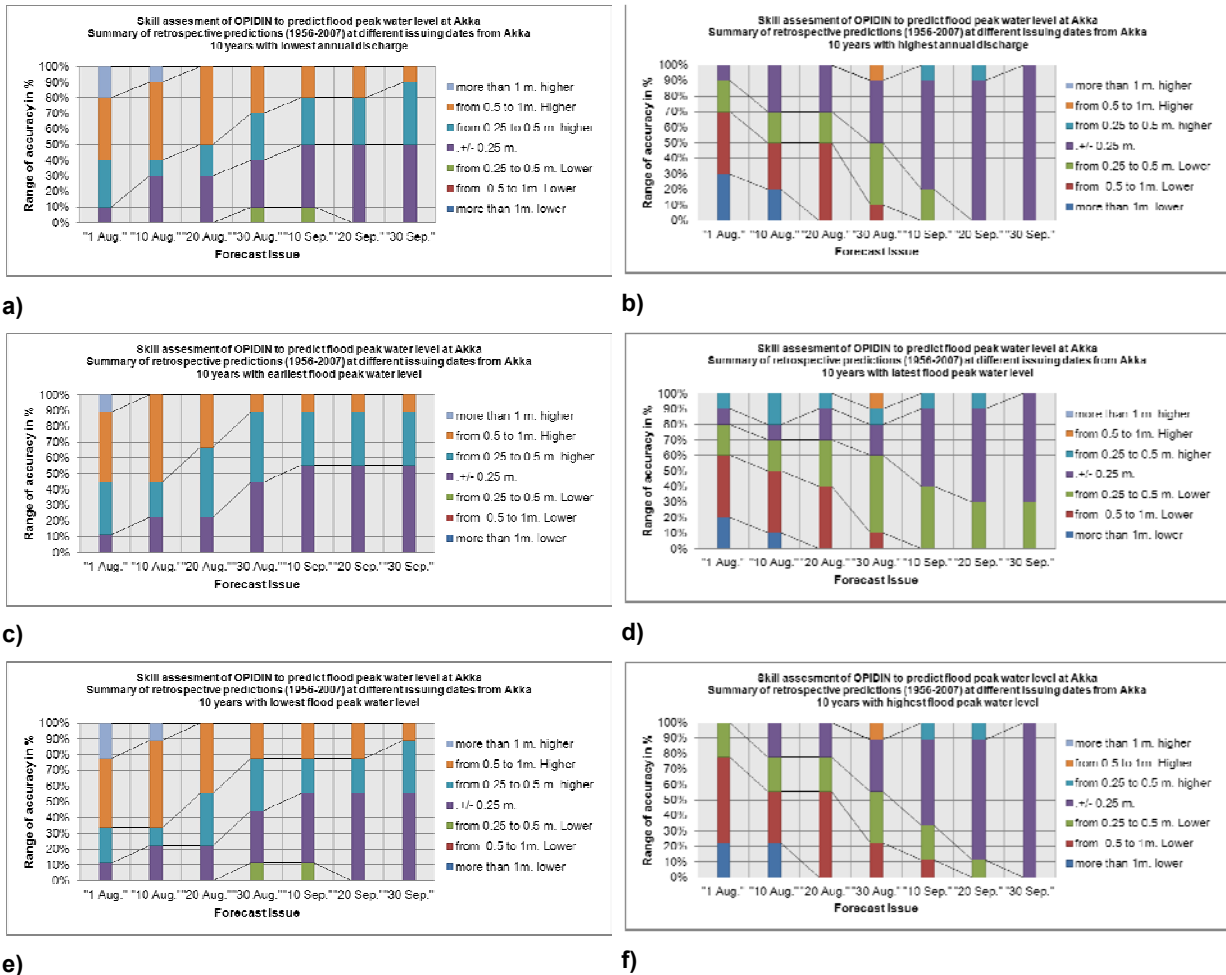 Skill assesment of OPIDIN to predict flood peak water level at Akka
Summary of retrospective predictions (1956-2007) at different issuing dates from Akka
10 years with lowest annual discharge
100%
90%
80%
70%
60%
50%
40%
30%
20%
10%
0%
Range of accuracy in %
"1 Aug." "10 Aug." "20 Aug." "30 Aug." "10 Sep." "20 Sep." "30 Sep."
Forecast Issue
more than 1 m. higher
from 0.5 to 1m. Higher
from 0.25 to 0.5 m. higher
.+/- 0.25 m.
from 0.25 to 0.5 m. Lower
from 0.5 to 1m. Lower
more than 1m. lower
a)
Skill assesment of OPIDIN to predict flood peak water level at Akka
Summary of retrospective predictions (1956-2007) at different issuing dates from Akka
10 years with highest annual discharge
100%
90%
80%
70%
60%
50%
40%
30%
20%
10%
0%
Range of accuracy in %
"1 Aug." "10 Aug." "20 Aug." "30 Aug." "10 Sep." "20 Sep." "30 Sep."
Forecast Issue
more than 1 m. higher
from 0.5 to 1m. Higher
from 0.25 to 0.5 m. higher
.+/- 0.25 m.
from 0.25 to 0.5 m. Lower
from 0.5 to 1m. Lower
more than 1m. lower
b)
Skill assesment of OPIDIN to predict flood peak water level at Akka
Summary of retrospective predictions (1956-2007) at different issuing dates from Akka
10 years with earliest flood peak water level
100%
90%
80%
70%
60%
50%
40%
30%
20%
10%
0%
Range of accuracy in %
"1 Aug." "10 Aug." "20 Aug." "30 Aug." "10 Sep." "20 Sep." "30 Sep."
Forecast Issue
more than 1 m. higher
from 0.5 to 1m. Higher
from 0.25 to 0.5 m. higher
.+/- 0.25 m.
from 0.25 to 0.5 m. Lower
from 0.5 to 1m. Lower
more than 1m. lower
c)
Skill assesment of OPIDIN to predict flood peak water level at Akka
Summary of retrospective predictions (1956-2007) at different issuing dates from Akka
10 years with latest flood peak water level
100%
90%
80%
70%
60%
50%
40%
30%
20%
10%
0%
Range of accuracy in %
"1 Aug." "10 Aug." "20 Aug." "30 Aug." "10 Sep." "20 Sep." "30 Sep."
Forecast Issue
more than 1 m. higher
from 0.5 to 1m. Higher
from 0.25 to 0.5 m. higher
.+/- 0.25 m.
from 0.25 to 0.5 m. Lower
from 0.5 to 1m. Lower
more than 1m. lower
d)
Skill assesment of OPIDIN to predict flood peak water level at Akka
Summary of retrospective predictions (1956-2007) at different issuing dates from Akka
10 years with lowest flood peak water level
100%
90%
80%
70%
60%
50%
40%
30%
20%
10%
0%
Range of accuracy in %
"1 Aug." "10 Aug." "20 Aug." "30 Aug." "10 Sep." "20 Sep." "30 Sep."
Forecast Issue
more than 1 m. higher
from 0.5 to 1m. Higher
from 0.25 to 0.5 m. higher
.+/- 0.25 m.
from 0.25 to 0.5 m. Lower
from 0.5 to 1m. Lower
more than 1m. lower
e)
Skill assesment of OPIDIN to predict flood peak water level at Akka
Summary of retrospective predictions (1956-2007) at different issuing dates from Akka
10 years with highest flood peak water level
100%
90%
80%
70%
60%
50%
40%
30%
20%
10%
0%
Range of accuracy in %
"1 Aug." "10 Aug." "20 Aug." "30 Aug." "10 Sep." "20 Sep." "30 Sep."
Forecast Issue
more than 1 m. higher
from 0.5 to 1m. Higher
from 0.25 to 0.5 m. higher
.+/- 0.25 m.
from 0.25 to 0.5 m. Lower
from 0.5 to 1m. Lower
more than 1m. lower
f)